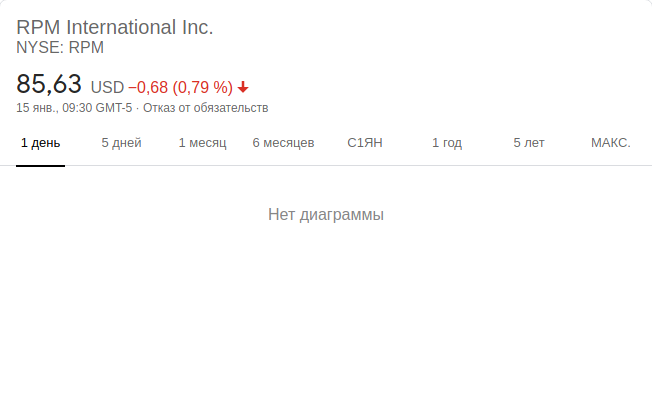 RPM International Inc.
NYSE: RPM
85,63 USD −0,68 (0,79 %)
15 янв., 09:30 GMT-5 · Отказ от обязательств
1 день 5 дней 1 месяц 6 месяцев С1ЯН 1 год 5 лет МАКС.
Нет диаграммы